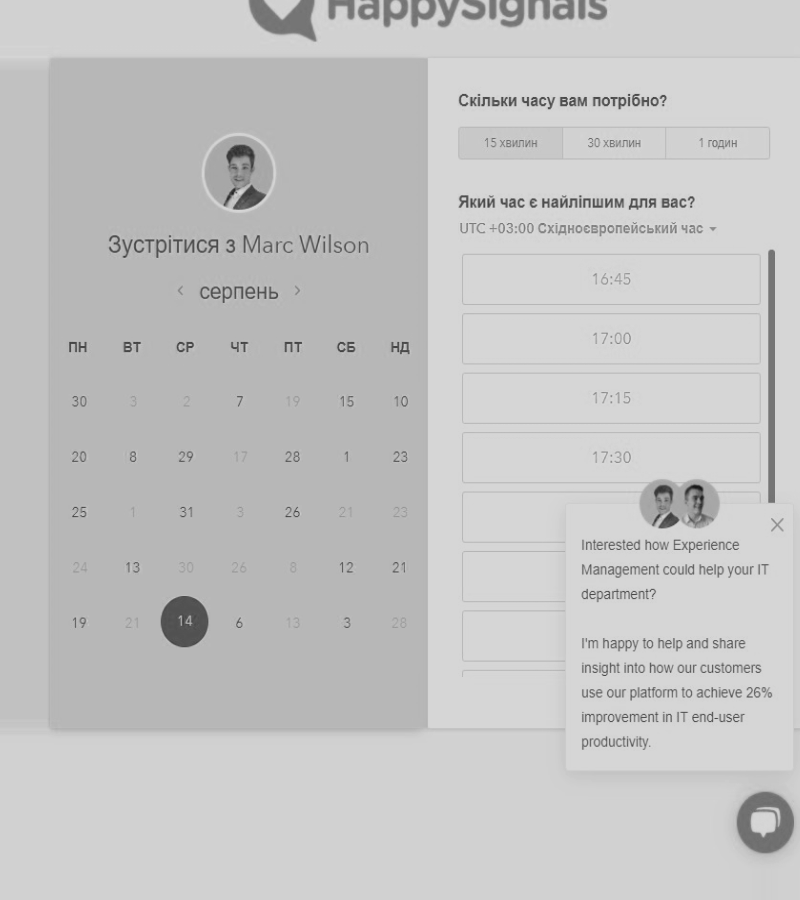 HappySignals
Зустрітися з Marc Wilson
серпень
ПН ВТ СР ЧТ ПТ СБ НД
30 3 2 7 19 15 10
20 8 29 17 28 1 23
25 1 31 3 26 21 23
24 13 30 26 8 12 21
19 21 14 6 13 3 28
Скільки часу вам потрібно?
15 хвилин 30 хвилин 1 годин
Який час є найліпшим для вас?
UTC +03:00 Східноєвропейський час
16:45
17:00
17:15
17:30
Interested how Experience
Management could help your IT
department?
I'm happy to help and share
insight into how our customers
use our platform to achieve 26%
improvement in IT end-user
productivity.